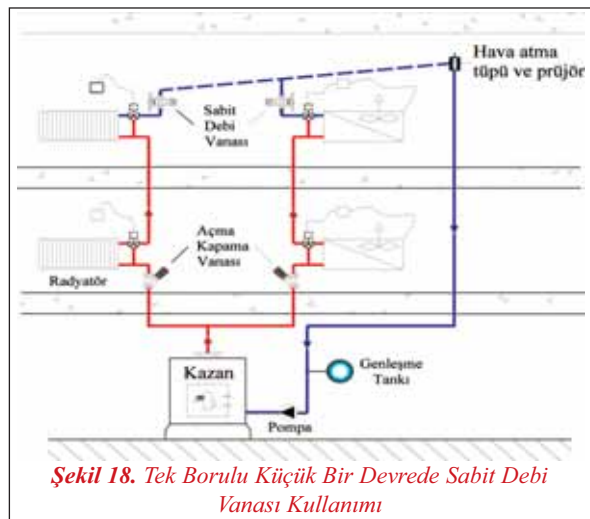 Hava atma
tüpü ve prüjör
Sabit
Debi
Vanası
Açma
Kapama
Vanası
Radyatör
Kazan
Genleşme
Tankı
Pompa
Şekil 18. Tek Borulu Küçük Bir Devrede Sabit Debi
Vanası Kullanımı